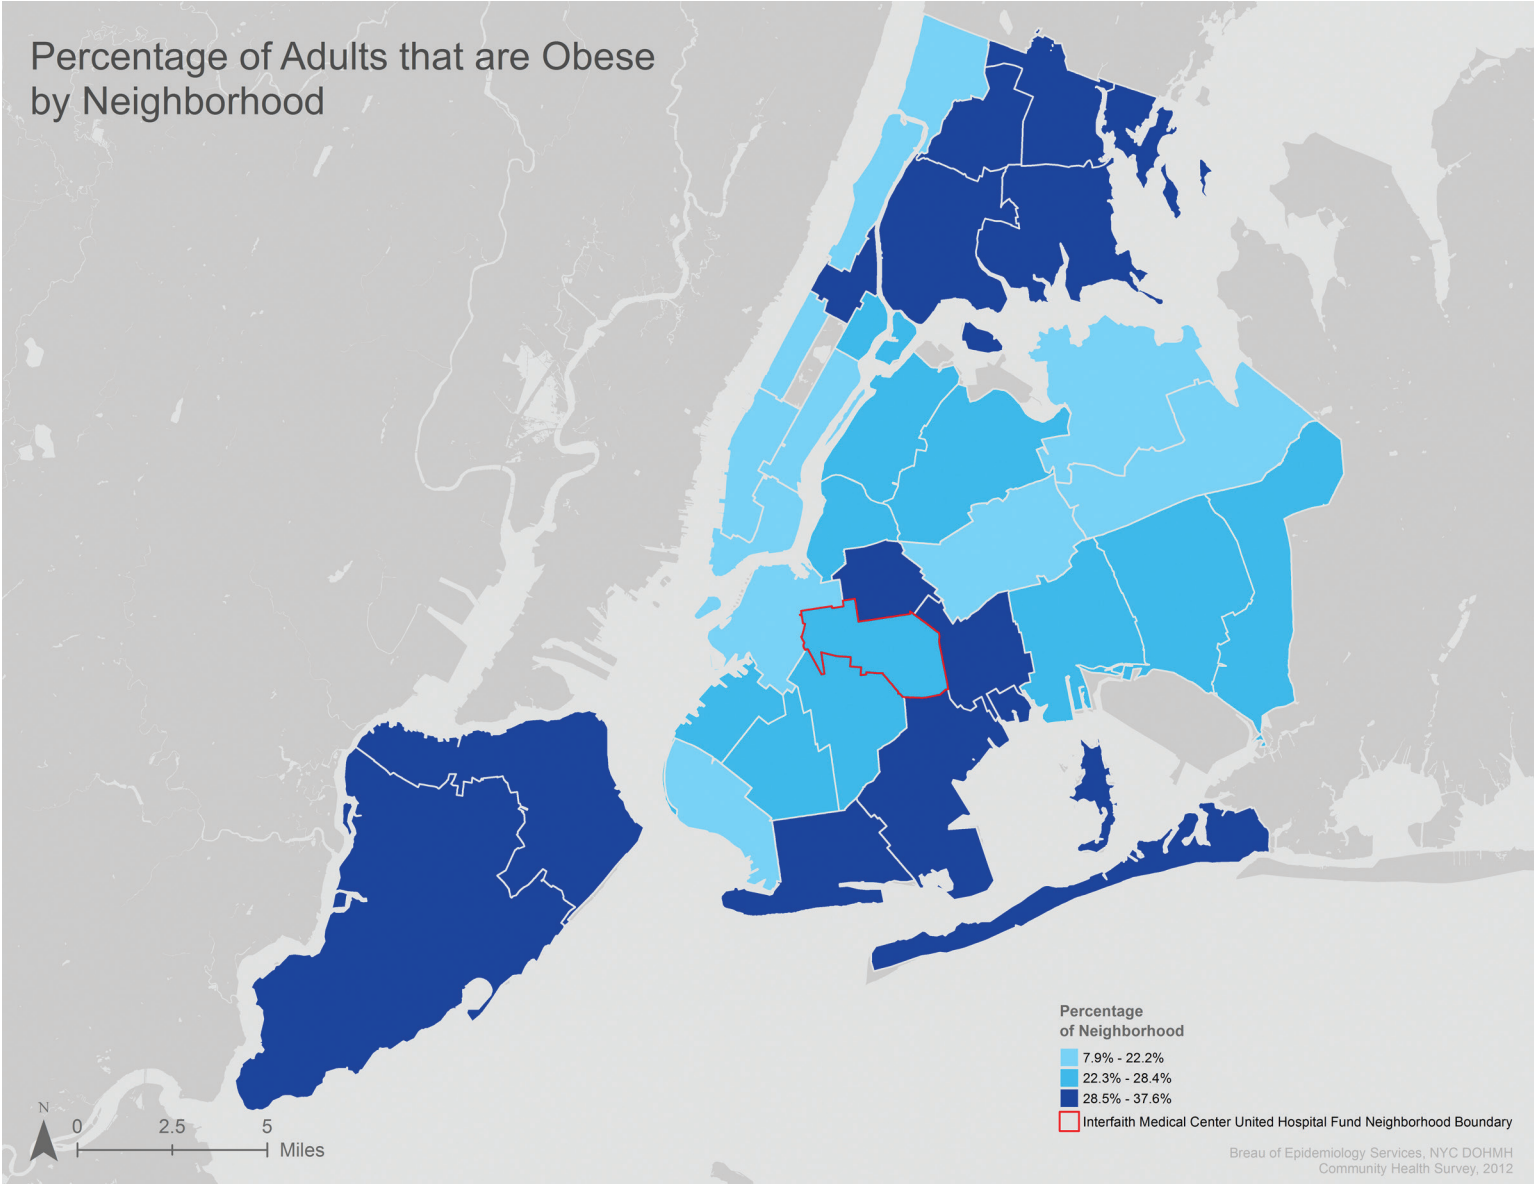 Percentage of Adults that are Obese
by Neighborhood
Percentage
of Neighborhood
7.9% - 22.2%
22.3% - 28.4%
28.5% - 37.6%
Interfaith Medical Center United Hospital Fund Neighborhood Boundary
N
0 2.5 5
Miles
Breau of Epidemiology Services, NYC DOHMH
Community Health Survey, 2012